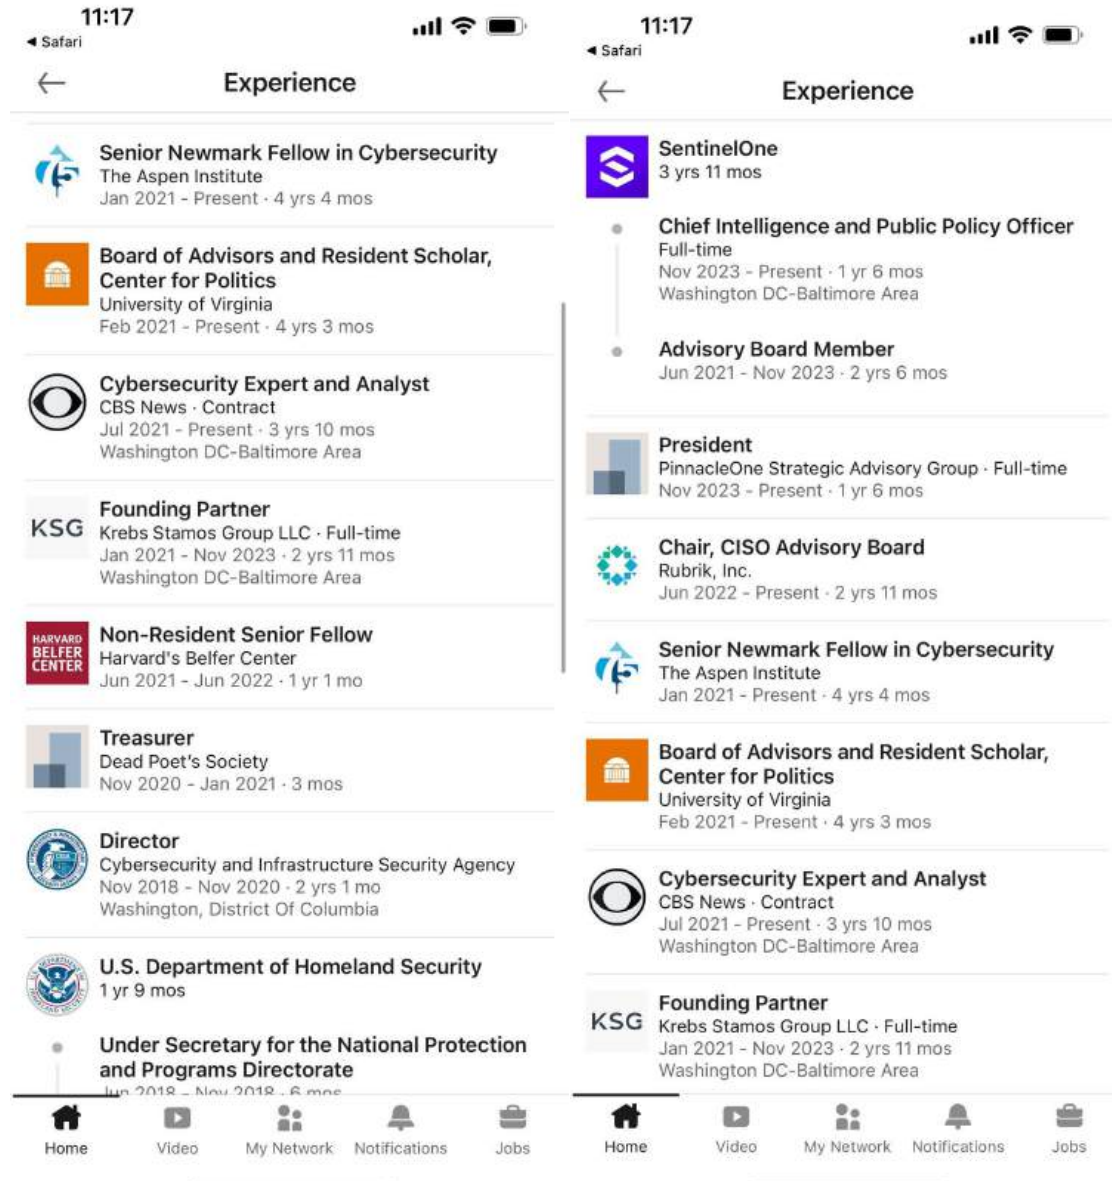 11:17
◄ Safari
Experience
Senior Newmark Fellow in Cybersecurity
The Aspen Institute
Jan 2021 - Present · 4 yrs 4 mos
Board of Advisors and Resident Scholar,
Center for Politics
University of Virginia
Feb 2021 - Present · 4 yrs 3 mos
Cybersecurity Expert and Analyst
CBS News · Contract
Jul 2021 - Present · 3 yrs 10 mos
Washington DC-Baltimore Area
KSG
Founding Partner
Krebs Stamos Group LLC · Full-time
Jan 2021 - Nov 2023 · 2 yrs 11 mos
Washington DC-Baltimore Area
HARVARD
BELFER
CENTER
Non-Resident Senior Fellow
Harvard's Belfer Center
Jun 2021 - Jun 2022 · 1 yr 1 mo
Treasurer
Dead Poet's Society
Nov 2020 - Jan 2021 · 3 mos
Director
Cybersecurity and Infrastructure Security Agency
Nov 2018 - Nov 2020 · 2 yrs 1 mo
Washington, District Of Columbia
U.S. Department of Homeland Security
1 yr 9 mos
Under Secretary for the National Protection
and Programs Directorate
Jun 2018 - Nov 2018 · 6 mos
Home
Video
My Network
Notifications
Jobs
11:17
◄ Safari
Experience
SentinelOne
3 yrs 11 mos
Chief Intelligence and Public Policy Officer
Full-time
Nov 2023 - Present · 1 yr 6 mos
Washington DC-Baltimore Area
Advisory Board Member
Jun 2021 - Nov 2023 · 2 yrs 6 mos
President
PinnacleOne Strategic Advisory Group · Full-time
Nov 2023 - Present · 1 yr 6 mos
Chair, CISO Advisory Board
Rubrik, Inc.
Jun 2022 - Present · 2 yrs 11 mos
Senior Newmark Fellow in Cybersecurity
The Aspen Institute
Jan 2021 - Present · 4 yrs 4 mos
Board of Advisors and Resident Scholar,
Center for Politics
University of Virginia
Feb 2021 - Present · 4 yrs 3 mos
Cybersecurity Expert and Analyst
CBS News · Contract
Jul 2021 - Present · 3 yrs 10 mos
Washington DC-Baltimore Area
KSG
Founding Partner
Krebs Stamos Group LLC · Full-time
Jan 2021 - Nov 2023 · 2 yrs 11 mos
Washington DC-Baltimore Area
Home
Video
My Network
Notifications
Jobs